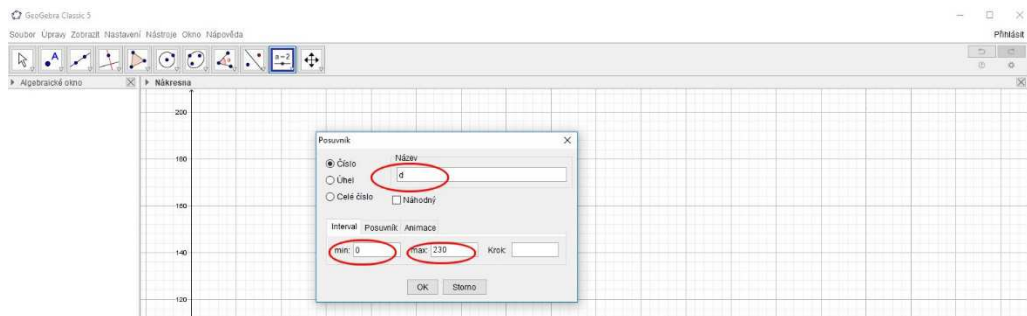 GeoGebra Classic 5
Soubor Úpravy Zobrazit Nastavení Nástroje Okno Nápověda
Přihlásit
A
a=2
Algebraické okno
Nákresna
200
180
160
140
120
Posuvník
Číslo
Úhel
Celé číslo
Název
d
Náhodný
Interval Posuvník Animace
min: 0
max: 230
Krok:
OK Storno